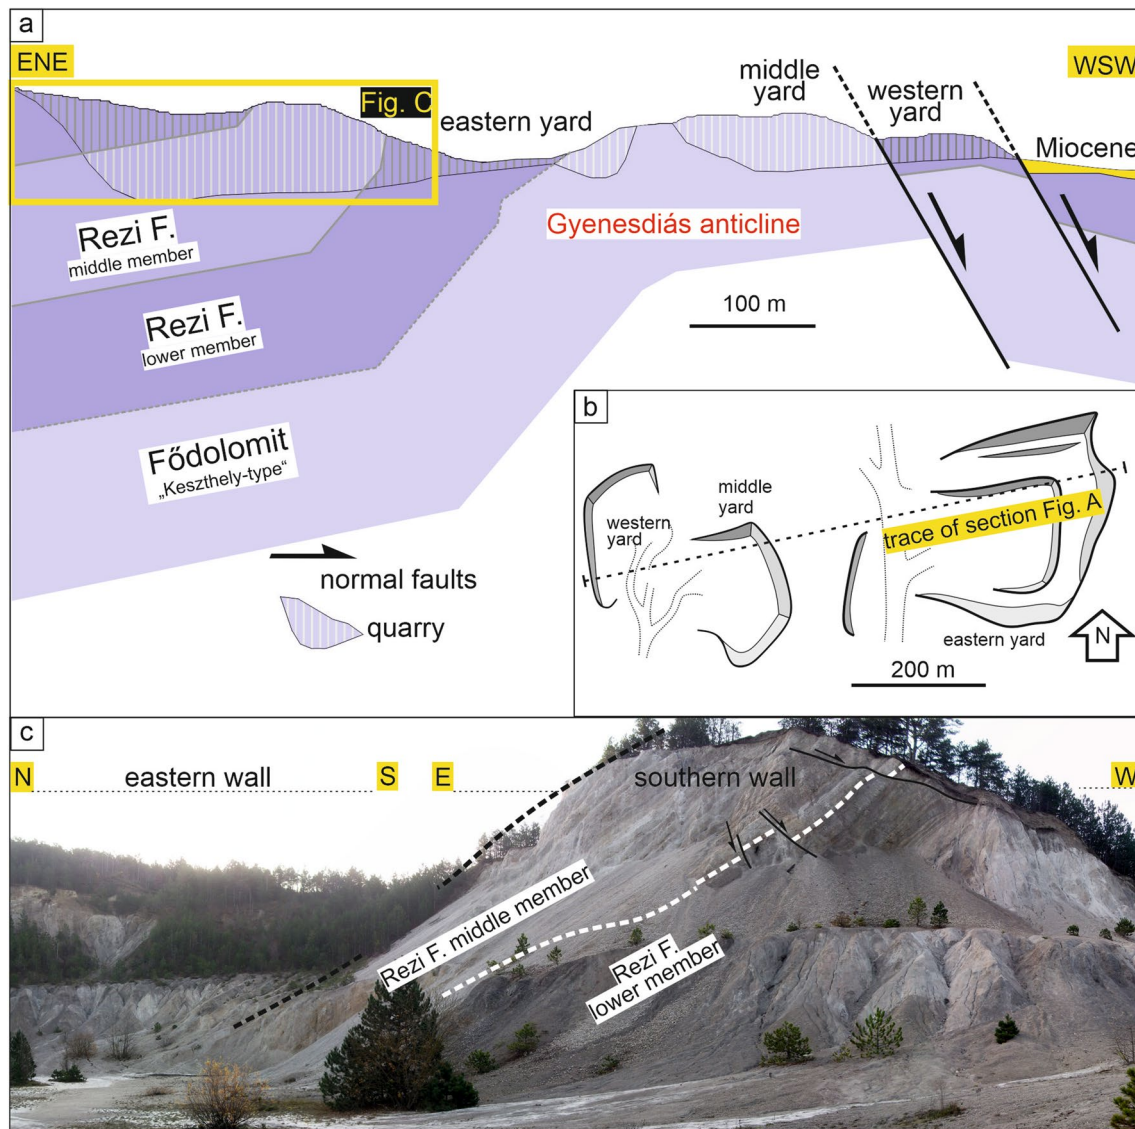 a
ENE
WSW
Fig. C
eastern yard
middle
yard
western
yard
Miocene
Rezi F.
middle member
Gyenesdiás anticline
100 m
Rezi F.
lower member
Fődolomit
„Keszthely-type“
normal faults
quarry
b
western
yard
middle
yard
trace of section Fig. A
eastern yard
N
200 m
c
N
eastern wall
S
E
southern wall
W
Rezi F. middle member
Rezi F.
lower member